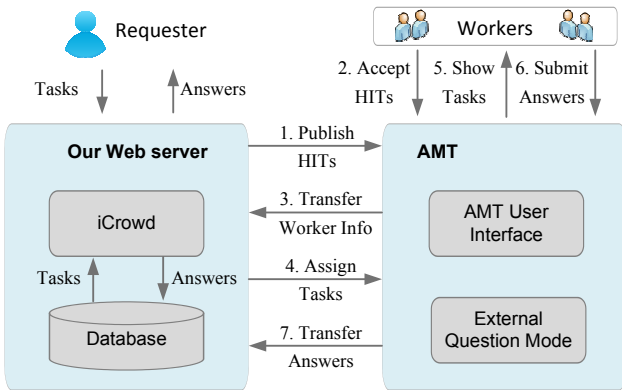 Requester
Workers
Tasks
Answers
2. Accept
HITs
5. Show
Tasks
6. Submit
Answers
Our Web server
1. Publish
HITs
AMT
iCrowd
3. Transfer
Worker Info
AMT User
Interface
Tasks
Answers
4. Assign
Tasks
Database
7. Transfer
Answers
External
Question Mode